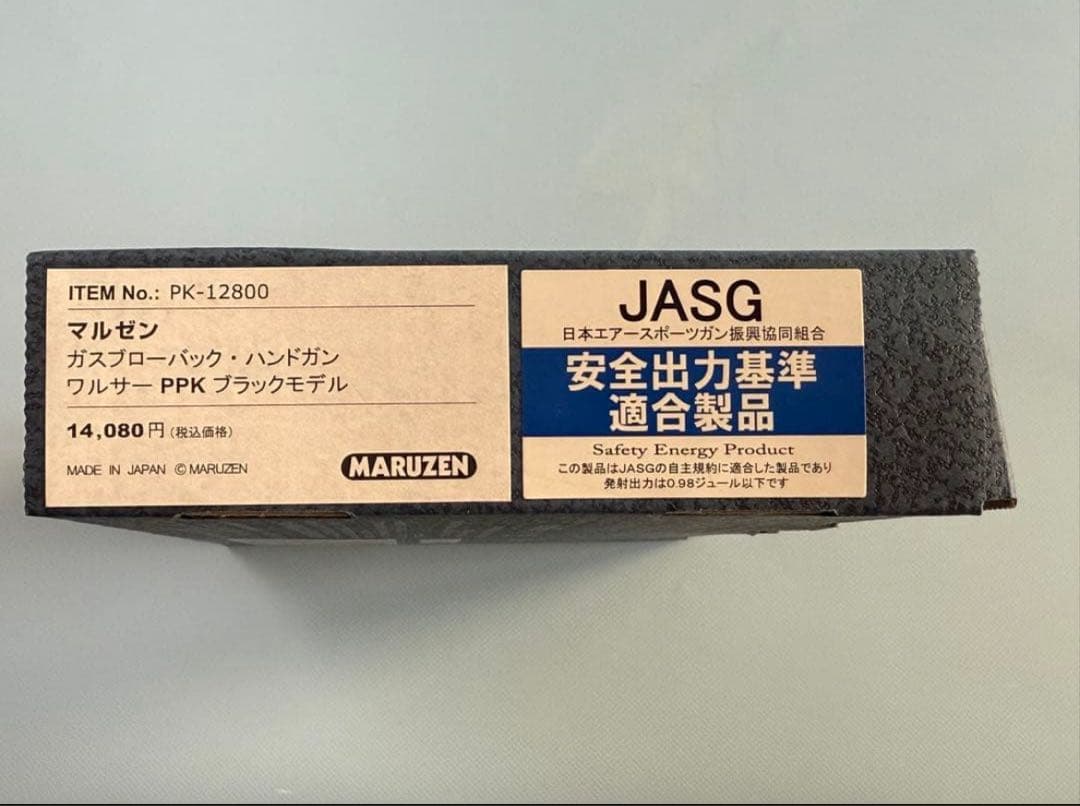 ITEM No.: PK-12800
マルゼン
ガスブローバック・ハンドガン
ワルサー PPK ブラックモデル
14,080円(税込価格)
MADE IN JAPAN ©MARUZEN
MARUZEN
JASG
日本エアースポーツガン振興協同組合
安全出力基準
適合製品
Safety Energy Product
この製品はJASGの自主規約に適合した製品であり
発射出力は0.98ジュール以下です